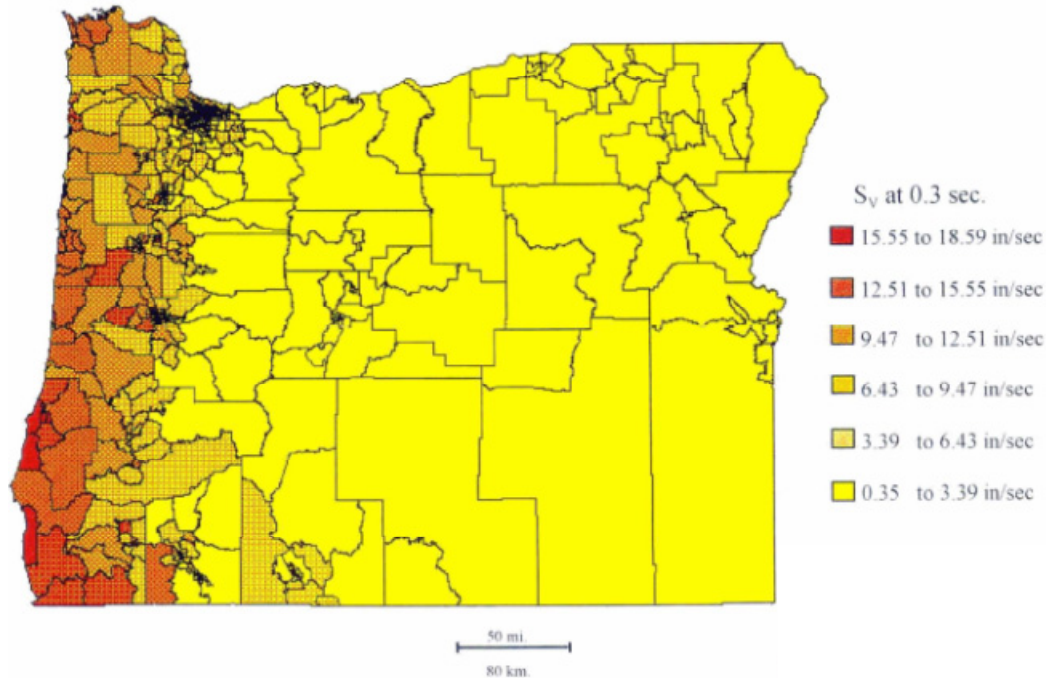 S_V at 0.3 sec.
15.55 to 18.59 in/sec
12.51 to 15.55 in/sec
9.47 to 12.51 in/sec
6.43 to 9.47 in/sec
3.39 to 6.43 in/sec
0.35 to 3.39 in/sec
50 mi.
80 km.